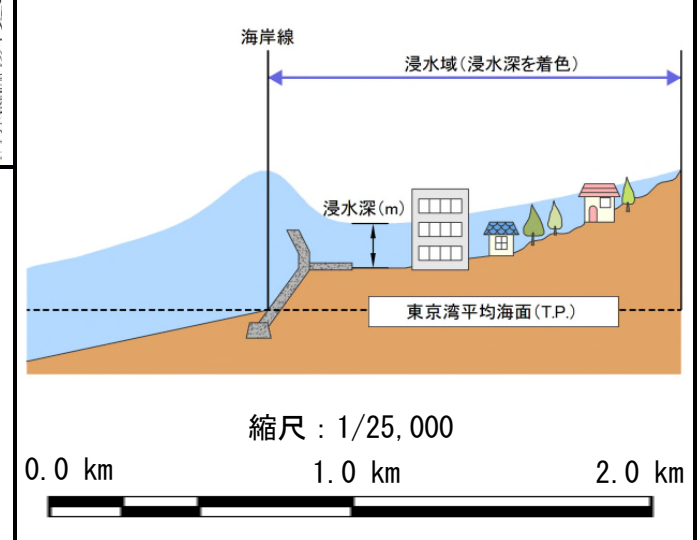 海岸線
浸水域(浸水深を着色)
浸水深(m)
東京湾平均海面(T.P.)
縮尺：1/25,000
0.0 km 1.0 km 2.0 km